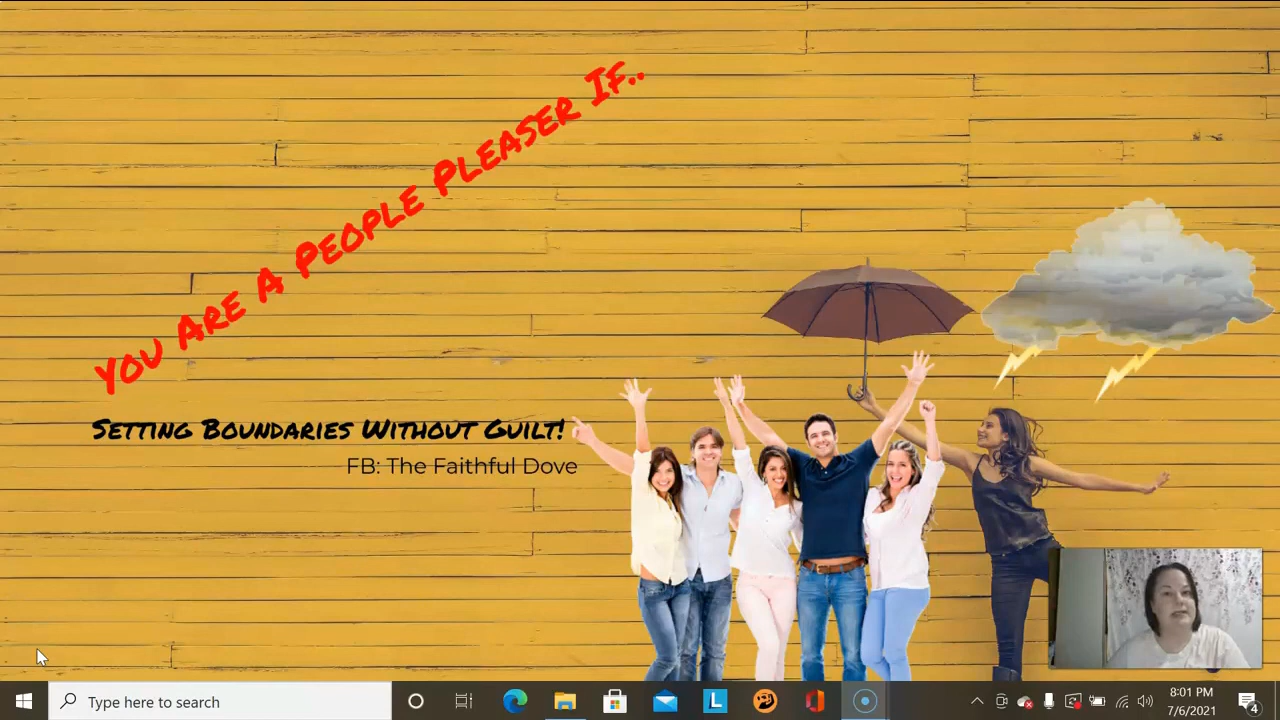 You Are A People Pleaser If..
Setting Boundaries Without Guilt!
FB: The Faithful Dove
Type here to search
L
8:01 PM
7/6/2021
4